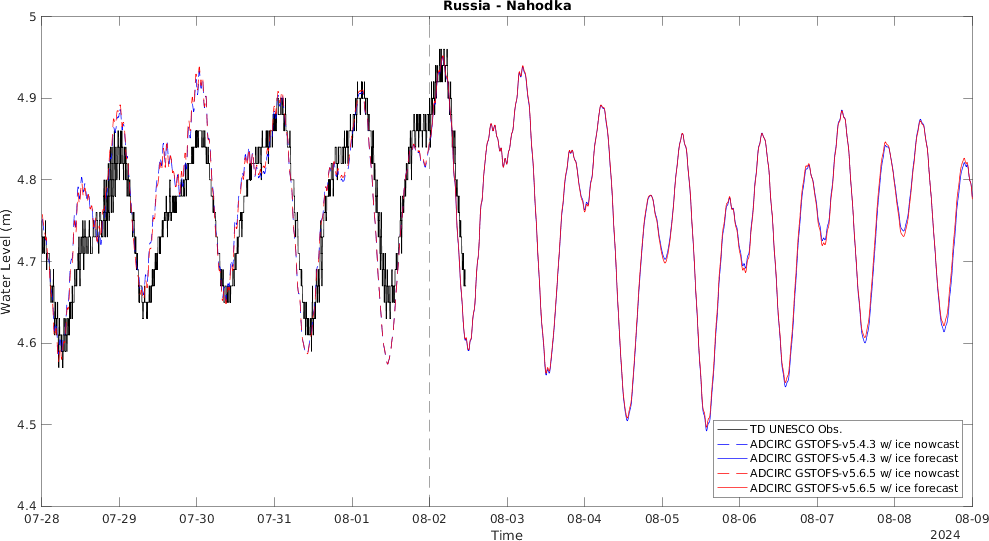 Russia - Nahodka
5
4.9
4.8
4.7
4.6
4.5
4.4
Water Level (m)
TD UNESCO Obs.
ADCIRC GSTOFS-v5.4.3 w/ ice nowcast
ADCIRC GSTOFS-v5.4.3 w/ ice forecast
ADCIRC GSTOFS-v5.6.5 w/ ice nowcast
ADCIRC GSTOFS-v5.6.5 w/ ice forecast
07-28 07-29 07-30 07-31 08-01 08-02 08-03 08-04 08-05 08-06 08-07 08-08 08-09
Time
2024